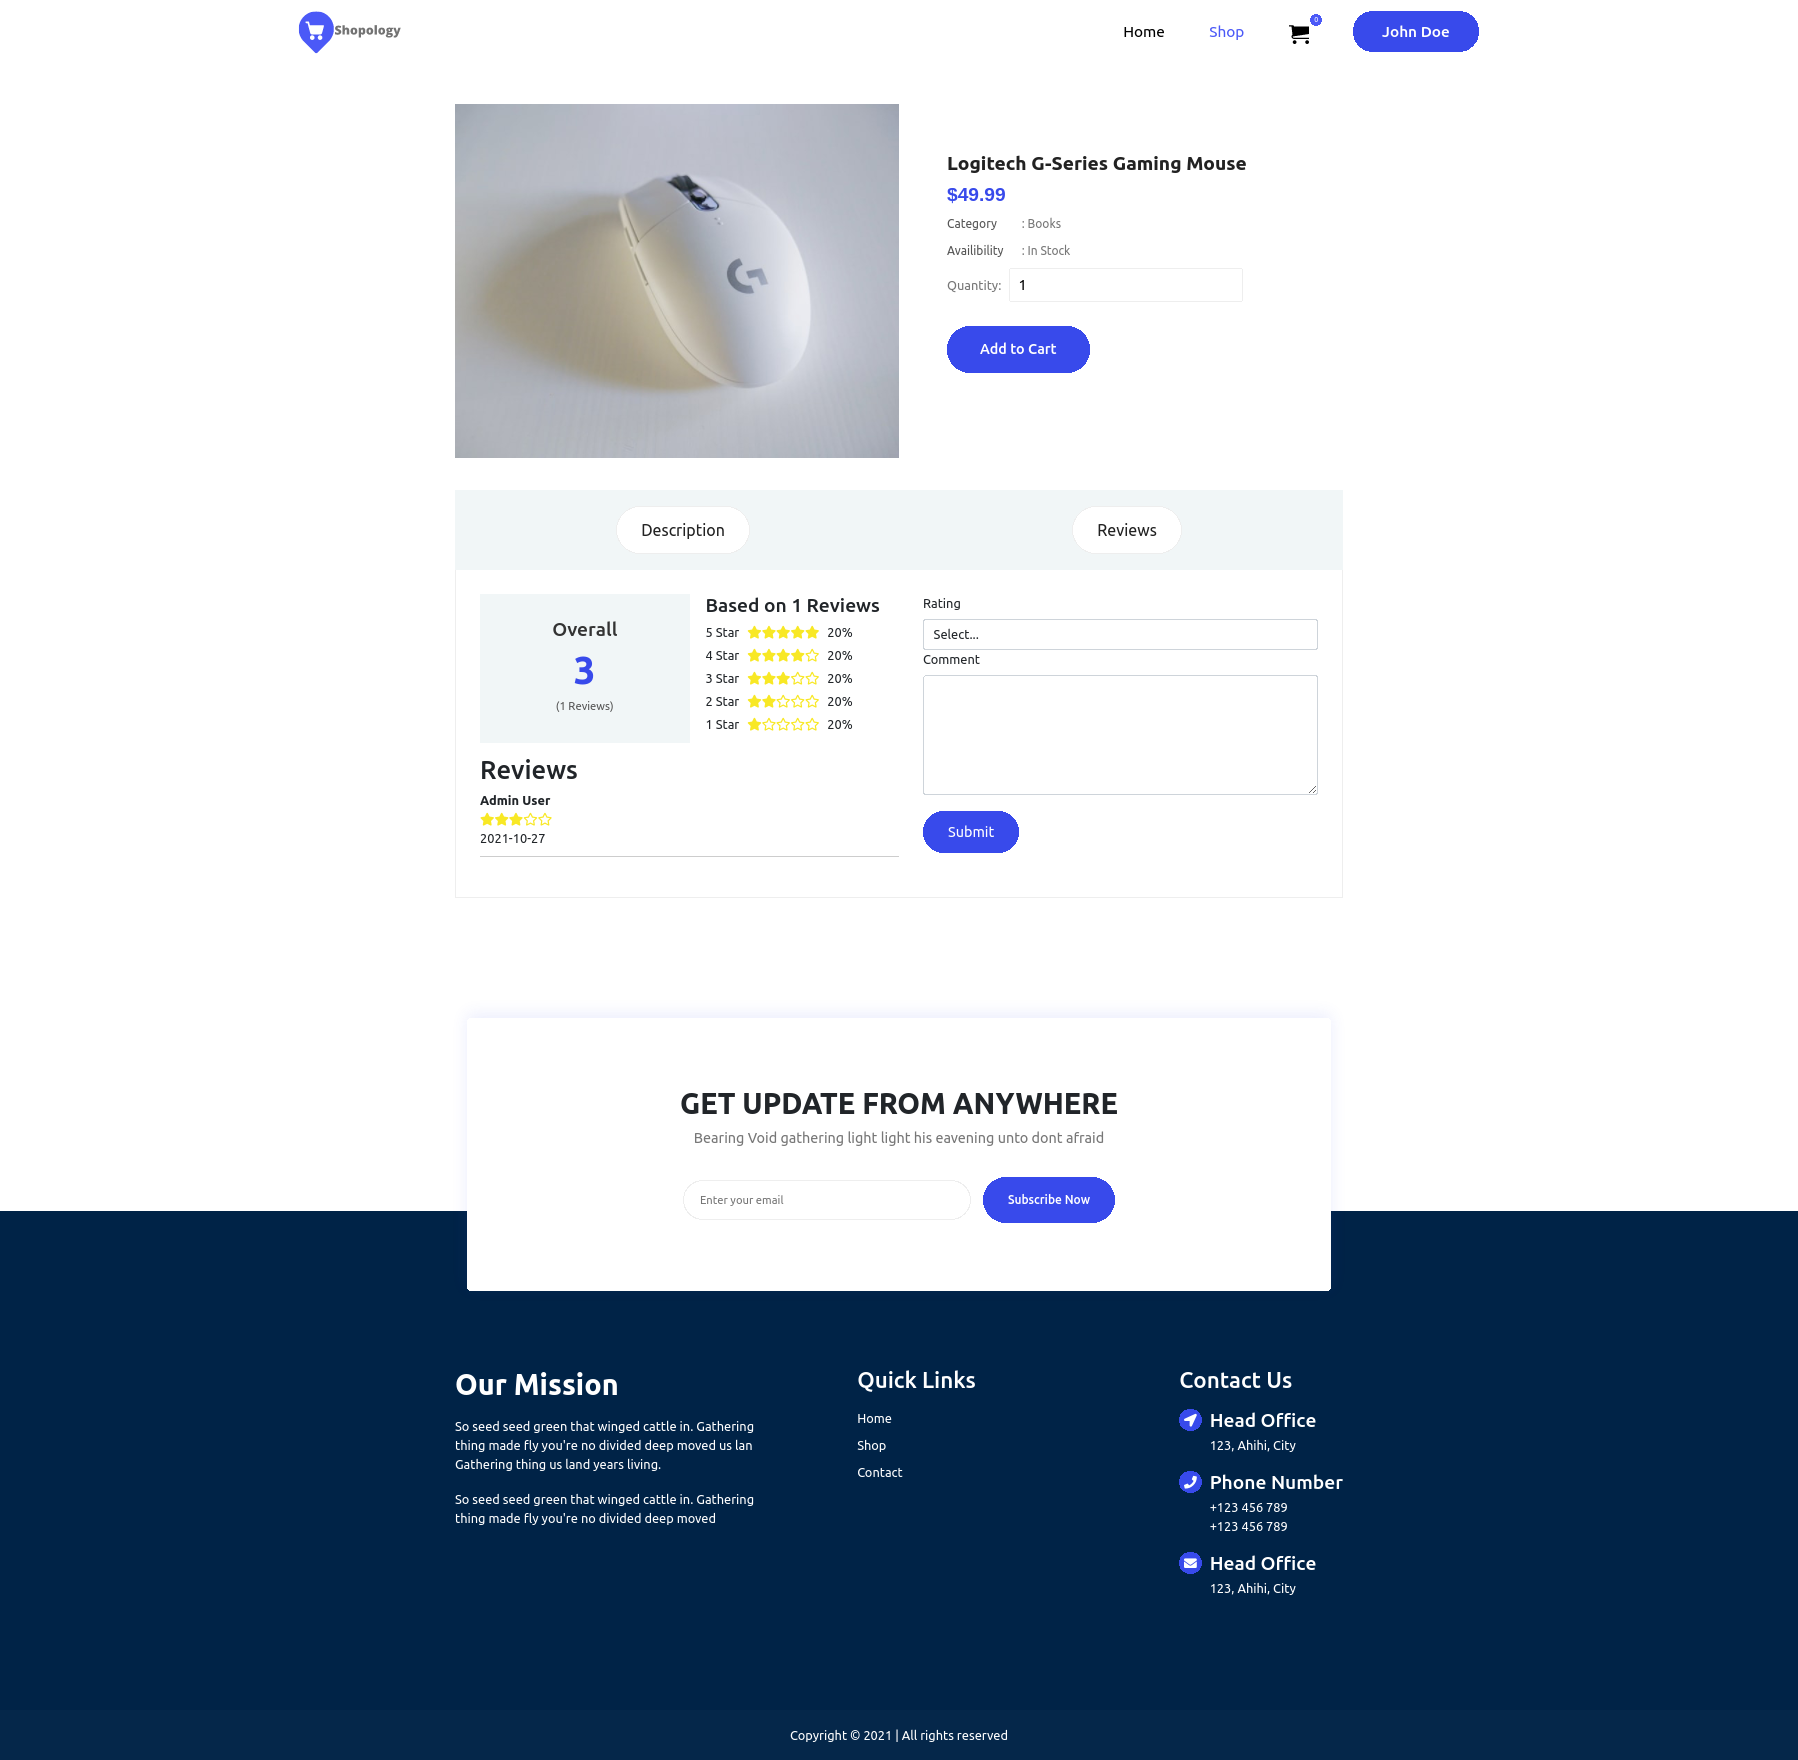 Shopology
Home
Shop
0
John Doe
Logitech G-Series Gaming Mouse
$49.99
Category : Books
Availibility : In Stock
Quantity: 1
Add to Cart
Description
Reviews
Overall
3
(1 Reviews)
Based on 1 Reviews
5 Star 20%
4 Star 20%
3 Star 20%
2 Star 20%
1 Star 20%
Reviews
Admin User
2021-10-27
Rating
Select...
Comment
Submit
GET UPDATE FROM ANYWHERE
Bearing Void gathering light light his eavening unto dont afraid
Enter your email
Subscribe Now
Our Mission
So seed seed green that winged cattle in. Gathering
thing made fly you're no divided deep moved us lan
Gathering thing us land years living.
So seed seed green that winged cattle in. Gathering
thing made fly you're no divided deep moved
Quick Links
Home
Shop
Contact
Contact Us
Head Office
123, Ahihi, City
Phone Number
+123 456 789
+123 456 789
Head Office
123, Ahihi, City
Copyright © 2021 | All rights reserved